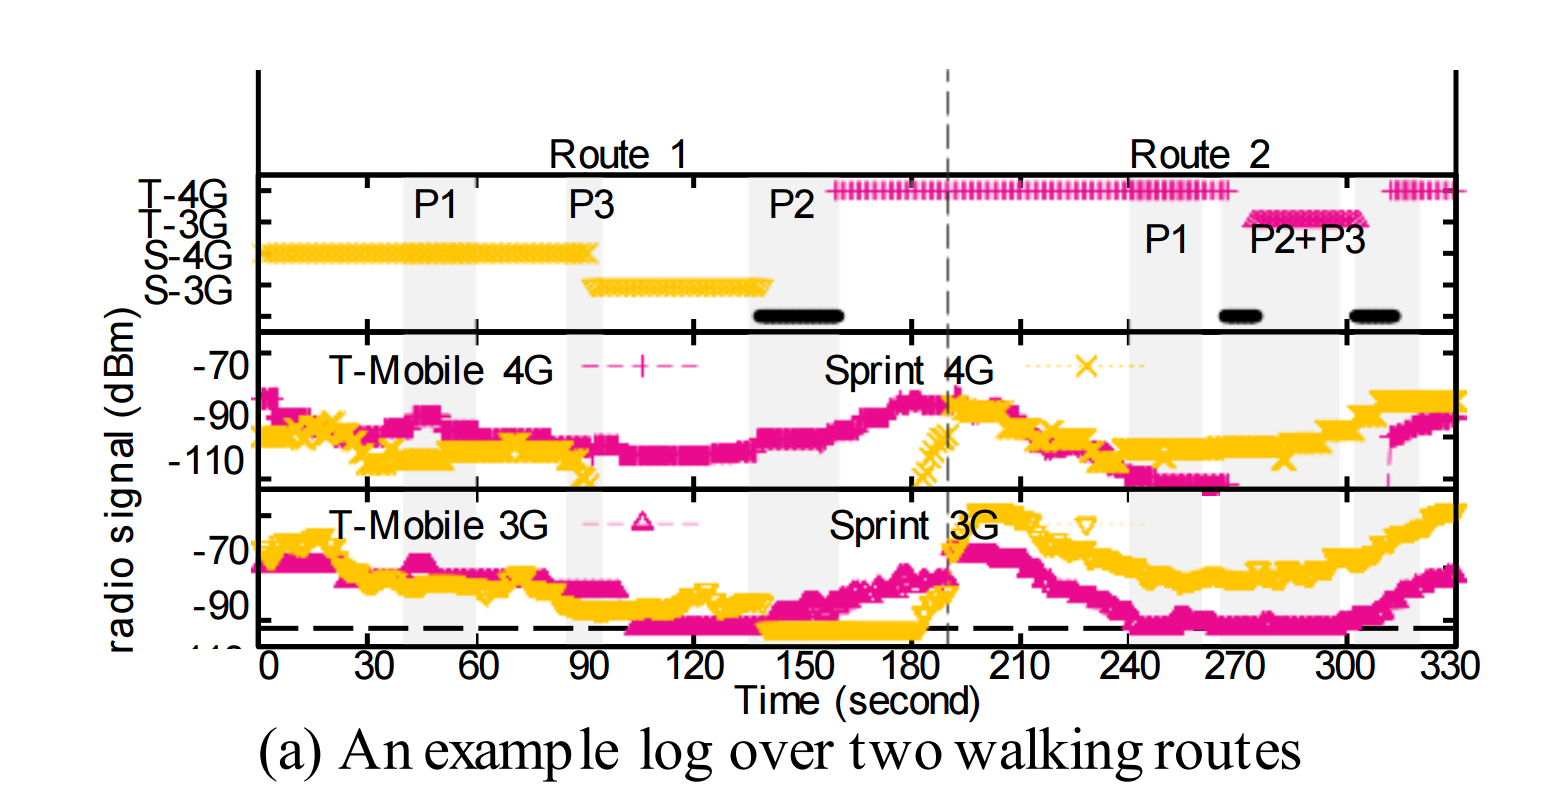 Route 1 Route 2
T-4G
T-3G
S-4G
S-3G
P1 P3 P2 P1 P2+P3
radio signal (dBm)
-70
-90
-110
T-Mobile 4G Sprint 4G
T-Mobile 3G Sprint 3G
-70
-90
0 30 60 90 120 150 180 210 240 270 300 330
Time (second)
(a) An example log over two walking routes